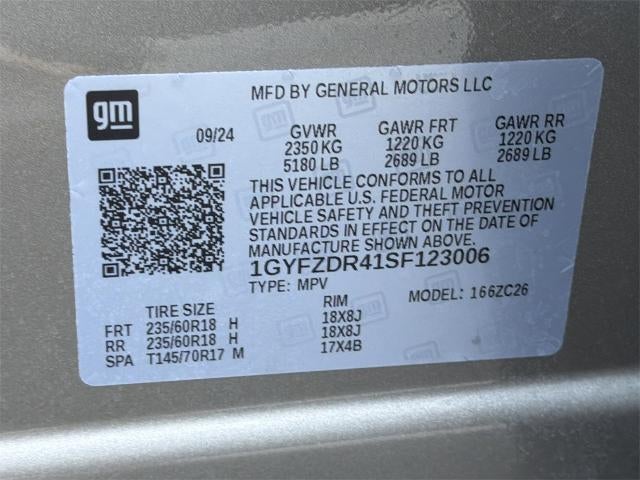 gm
MFD BY GENERAL MOTORS LLC
09/24 GVWR GAWR FRT GAWR RR
2350 KG 1220 KG 1220 KG
5180 LB 2689 LB 2689 LB
THIS VEHICLE CONFORMS TO ALL
APPLICABLE U.S. FEDERAL MOTOR
VEHICLE SAFETY AND THEFT PREVENTION
STANDARDS IN EFFECT ON THE DATE OF
MANUFACTURE SHOWN ABOVE.
1GYFZDR41SF123006
TYPE: MPV MODEL: 166ZC26
TIRE SIZE RIM
FRT 235/60R18 H 18X8J
RR 235/60R18 H 18X8J
SPA T145/70R17 M 17X4B